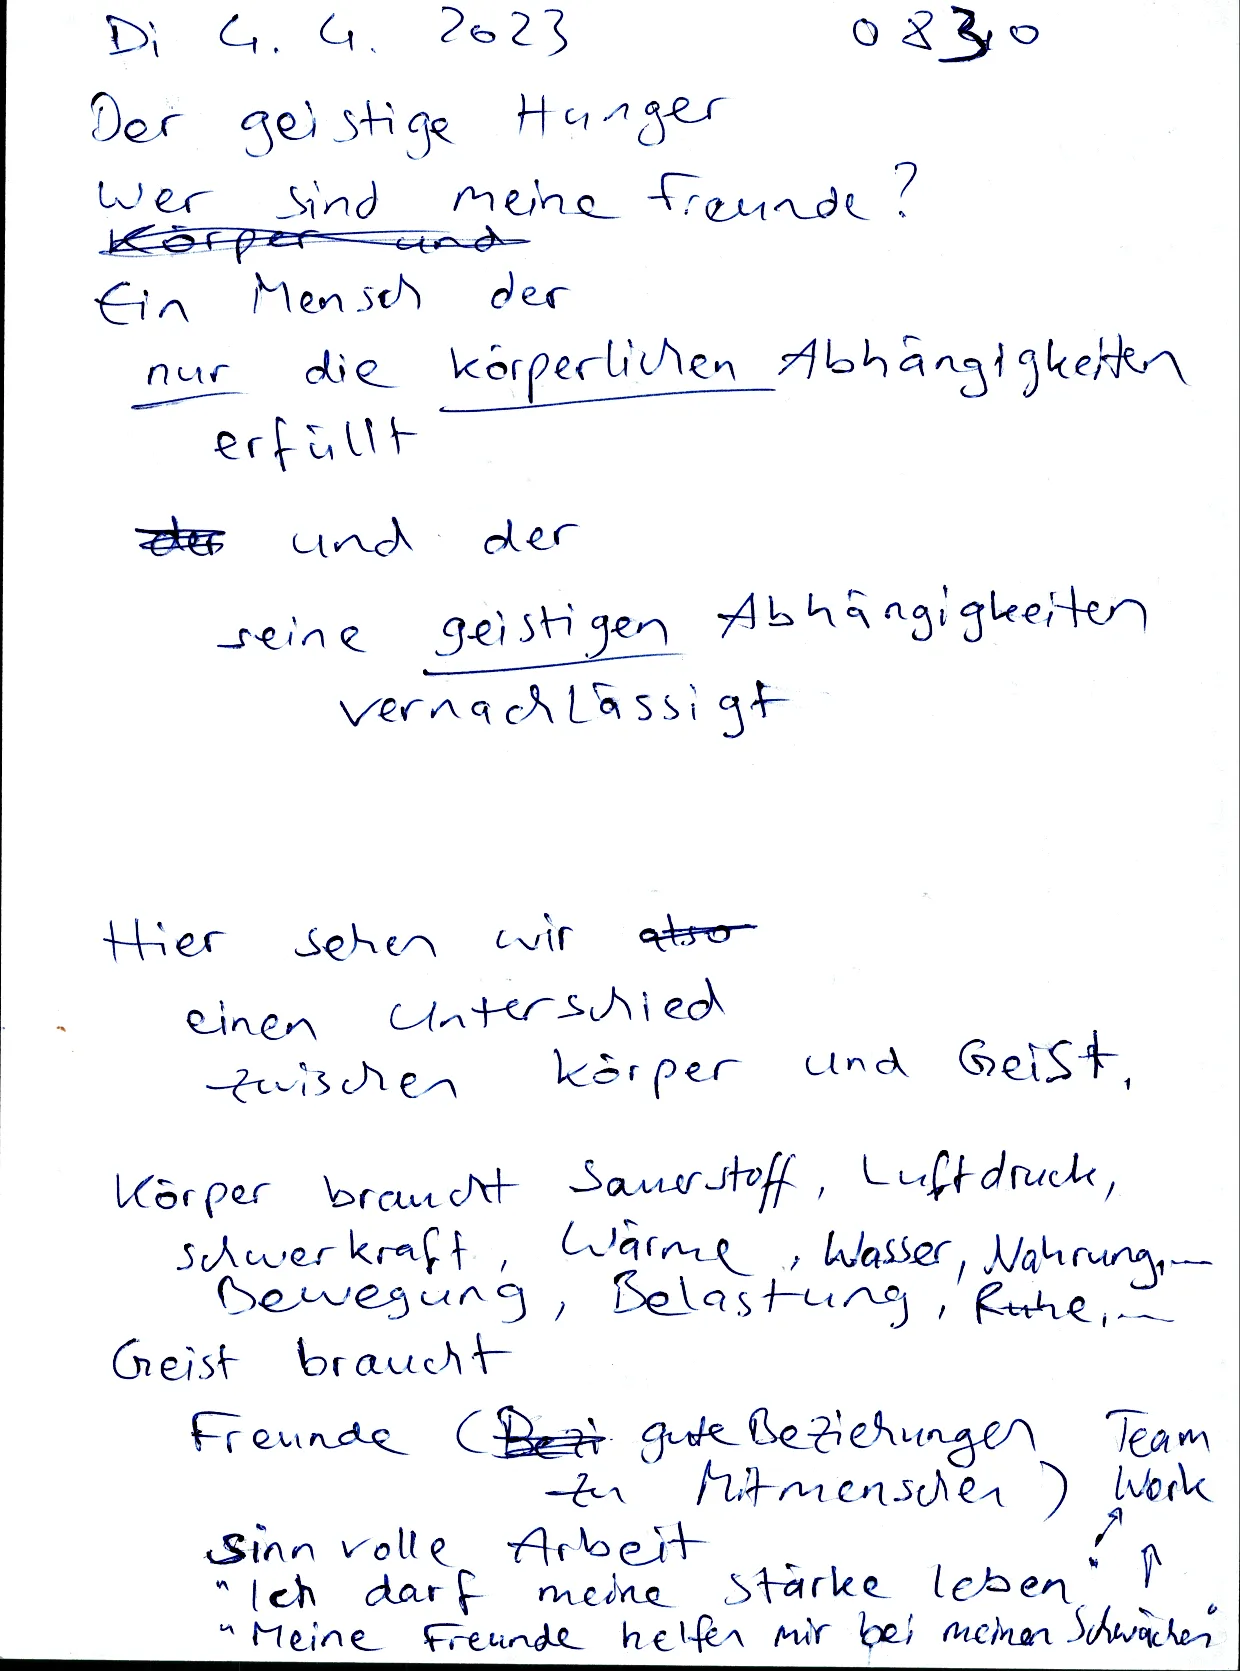 Di 4. 4. 2023 0830
Der geistige Hunger
Wer sind meine Freunde?
Körper und
Ein Mensch der
nur die körperlichen Abhängigkeiten
erfüllt
der und der
seine geistigen Abhängigkeiten
vernachlässigt
Hier sehen wir also
einen Unterschied
zwischen Körper und Geist.
Körper braucht Sauerstoff, Luftdruck,
Schwerkraft, Wärme, Wasser, Nahrung,...
Bewegung, Belastung, Ruhe,...
Geist braucht
Freunde (Bezi gute Beziehungen Team
zu Mitmenschen) Work
sinnvolle Arbeit
"Ich darf meine Stärke leben"
"Meine Freunde helfen mir bei meinen Schwächen"